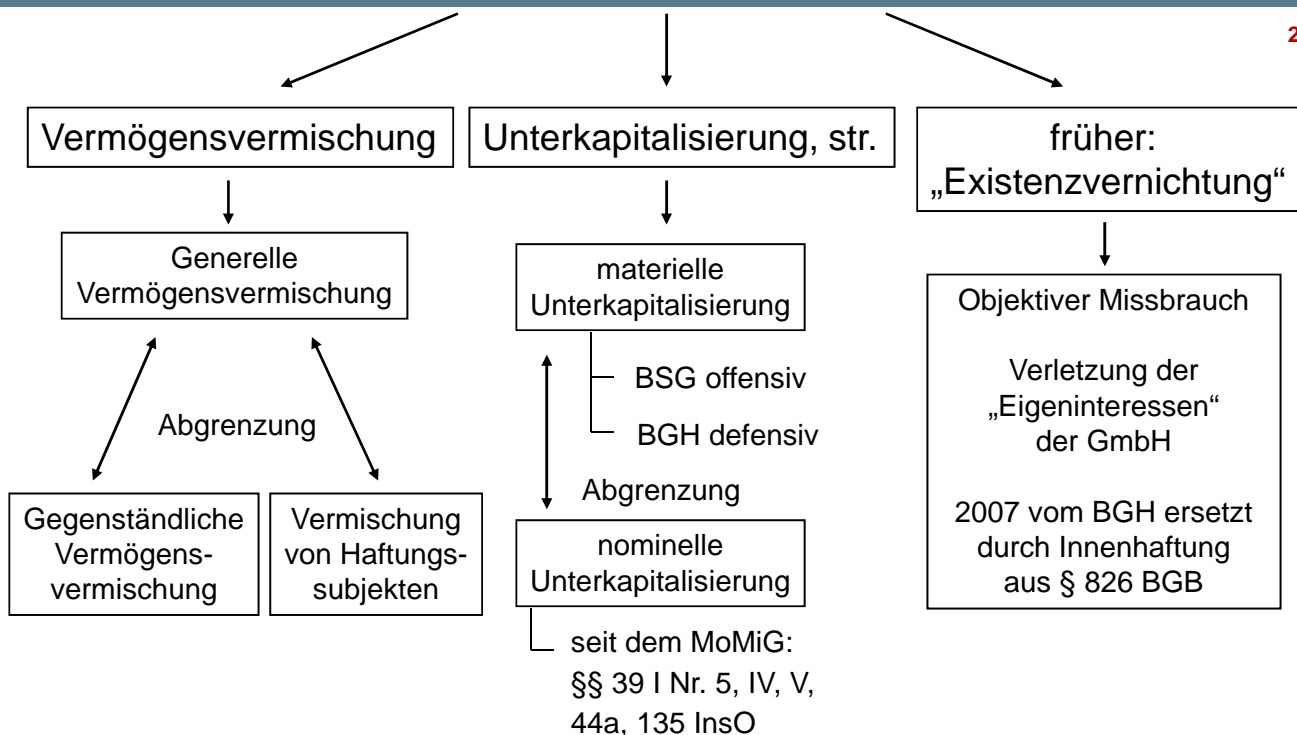 2
Vermögensvermischung
Generelle
Vermögensvermischung
Abgrenzung
Gegenständliche
Vermögens-
vermischung
Vermischung
von Haftungs-
subjekten
Unterkapitalisierung, str.
materielle
Unterkapitalisierung
BSG offensiv
BGH defensiv
Abgrenzung
nominelle
Unterkapitalisierung
seit dem MoMiG:
§§ 39 I Nr. 5, IV, V,
44a, 135 InsO
früher:
„Existenzvernichtung“
Objektiver Missbrauch
Verletzung der
„Eigeninteressen“
der GmbH
2007 vom BGH ersetzt
durch Innenhaftung
aus § 826 BGB